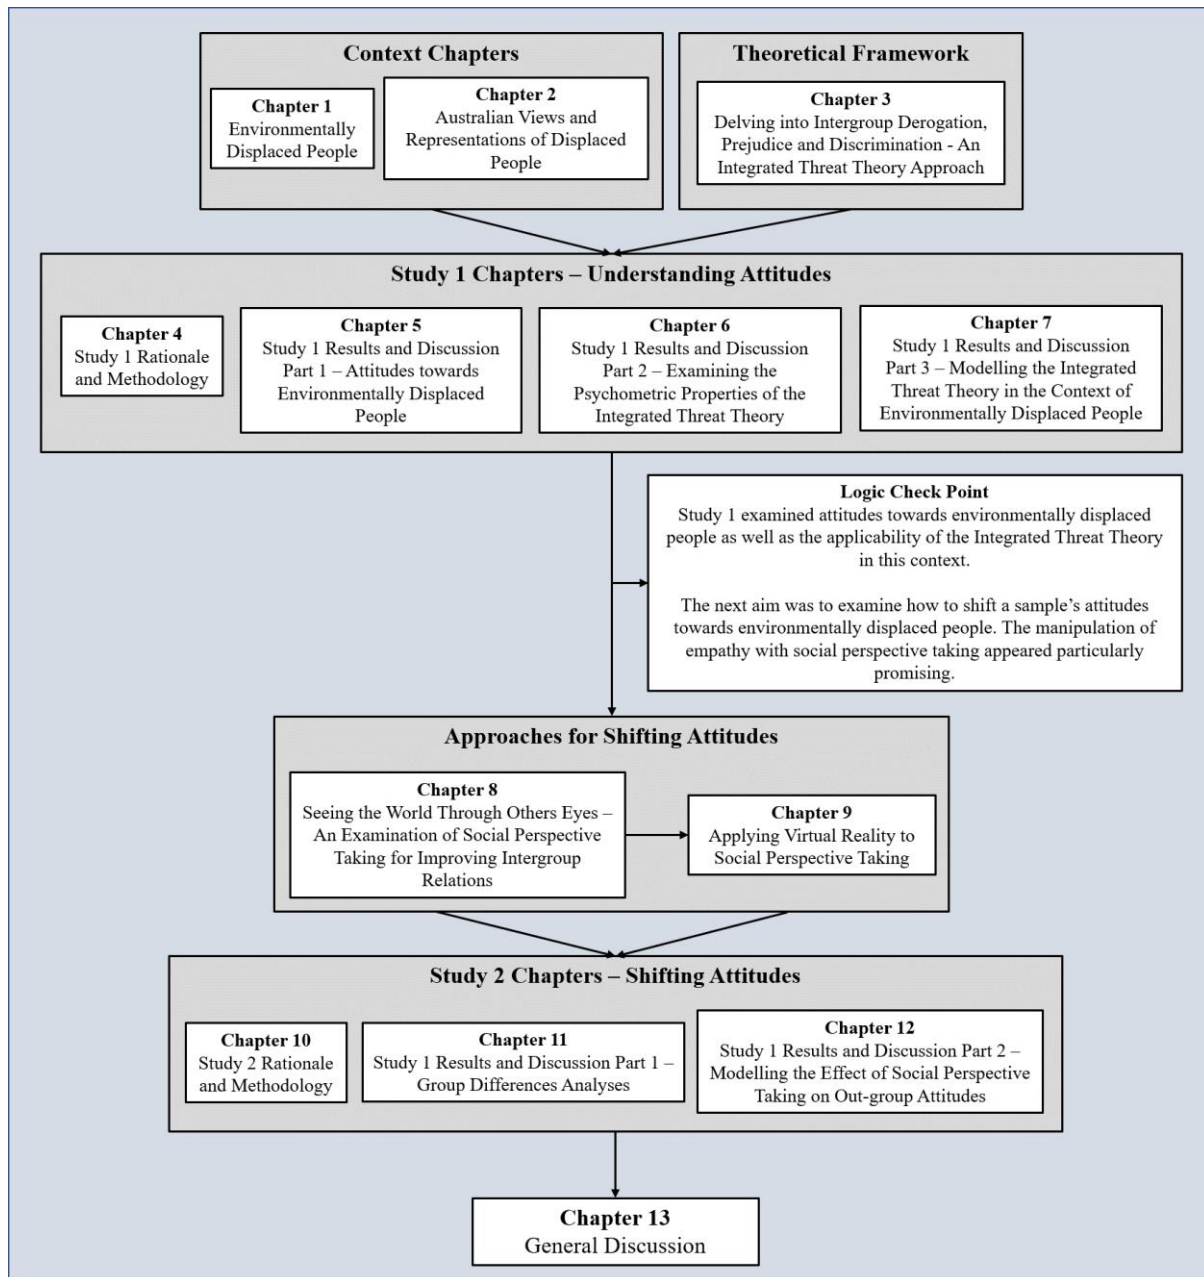 Context Chapters
Chapter 1
Environmentally
Displaced People
Chapter 2
Australian Views and
Representations of Displaced
People
Theoretical Framework
Chapter 3
Delving into Intergroup Derogation,
Prejudice and Discrimination - An
Integrated Threat Theory Approach
Study 1 Chapters – Understanding Attitudes
Chapter 4
Study 1 Rationale
and Methodology
Chapter 5
Study 1 Results and Discussion
Part 1 – Attitudes towards
Environmentally Displaced
People
Chapter 6
Study 1 Results and Discussion
Part 2 – Examining the
Psychometric Properties of the
Integrated Threat Theory
Chapter 7
Study 1 Results and Discussion
Part 3 – Modelling the Integrated
Threat Theory in the Context of
Environmentally Displaced People
Logic Check Point
Study 1 examined attitudes towards environmentally displaced
people as well as the applicability of the Integrated Threat Theory
in this context.
The next aim was to examine how to shift a sample’s attitudes
towards environmentally displaced people. The manipulation of
empathy with social perspective taking appeared particularly
promising.
Approaches for Shifting Attitudes
Chapter 8
Seeing the World Through Others Eyes –
An Examination of Social Perspective
Taking for Improving Intergroup
Relations
Chapter 9
Applying Virtual Reality to
Social Perspective Taking
Study 2 Chapters – Shifting Attitudes
Chapter 10
Study 2 Rationale
and Methodology
Chapter 11
Study 1 Results and Discussion Part 1 –
Group Differences Analyses
Chapter 12
Study 1 Results and Discussion Part 2 –
Modelling the Effect of Social Perspective
Taking on Out-group Attitudes
Chapter 13
General Discussion